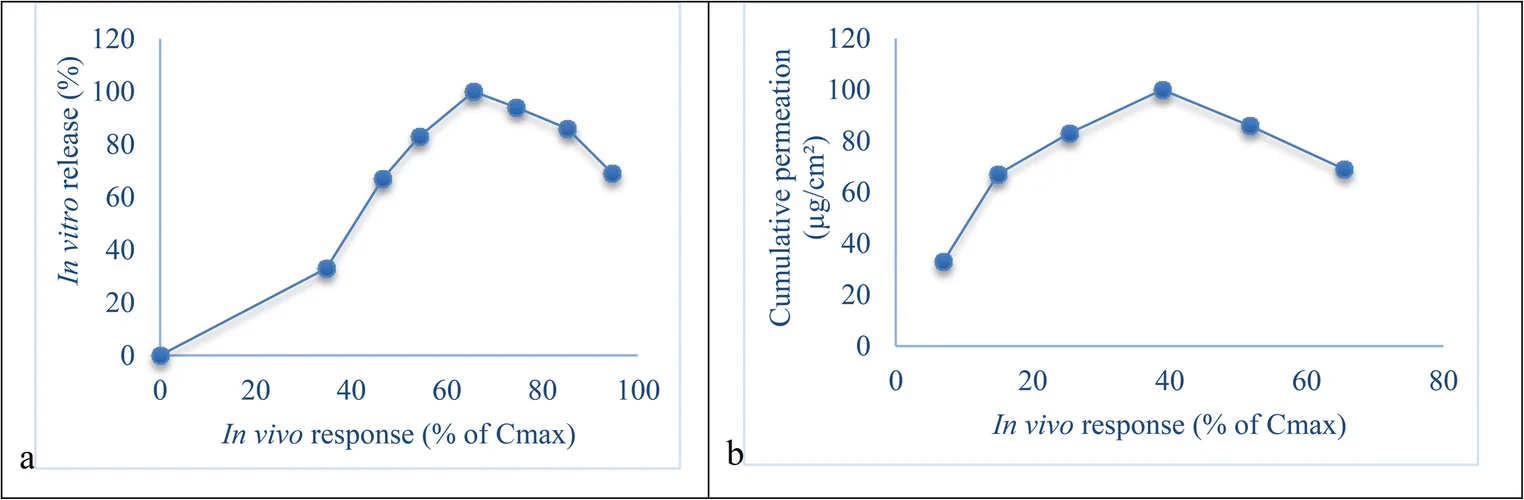 120
100
80
60
40
20
0
In vitro release (%)
0 20 40 60 80 100
In vivo response (% of Cmax)
a
120
100
80
60
40
20
0
Cumulative permeation
(µg/cm²)
0 20 40 60 80
In vivo response (% of Cmax)
b